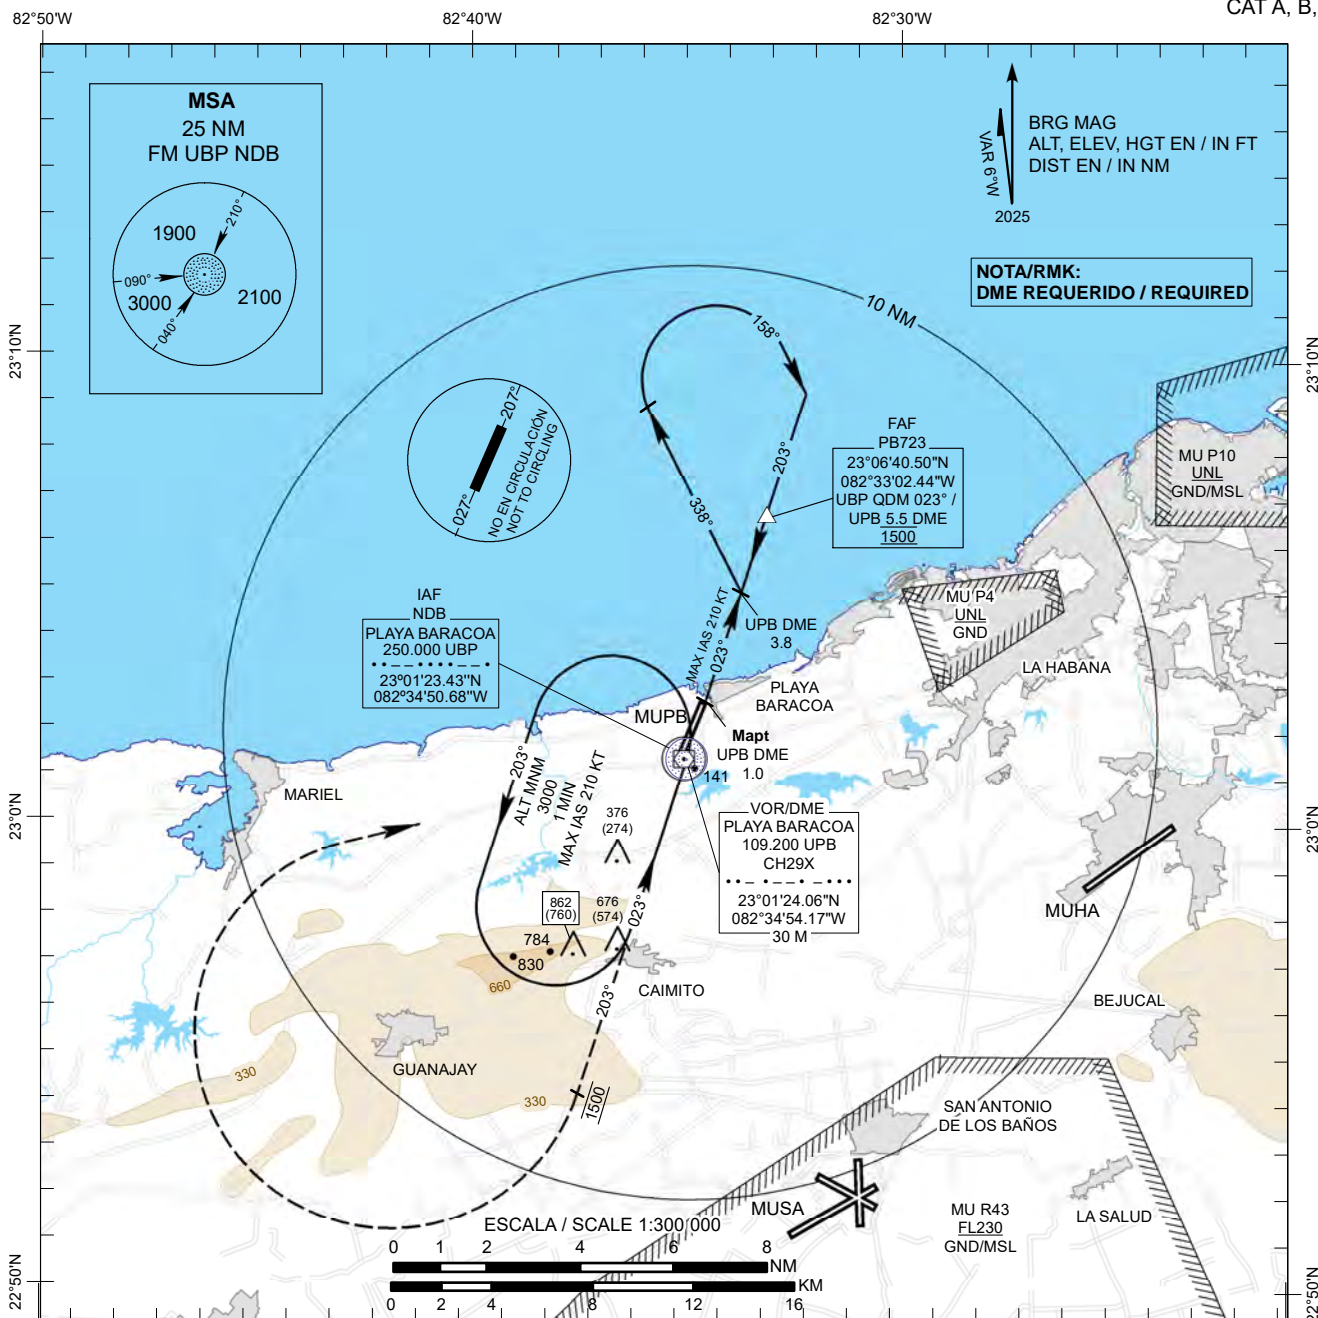 CAT A, B,
82°50'W
82°40'W
82°30'W
MSA
25 NM
FM UBP NDB
1900
210°
090°
3000
2100
040°
VAR 6°W
2025
BRG MAG
ALT, ELEV, HGT EN / IN FT
DIST EN / IN NM
NOTA/RMK:
DME REQUERIDO / REQUIRED
10 NM
23°10'N
23°10'N
158°
207°
027°
NO EN CIRCULACIÓN
NOT TO CIRCLING
203°
338°
FAF
PB723
23°06'40.50"N
082°33'02.44"W
UBP QDM 023° /
UPB 5.5 DME
1500
MU P10
UNL
GND/MSL
MU P4
UNL
GND
IAF
NDB
PLAYA BARACOA
250.000 UBP
23º01'23.43"N
082°34'50.68"W
MAX IAS 210 KT
023°
UPB DME
3.8
LA HABANA
PLAYA
BARACOA
MUPB
Mapt
UPB DME
1.0
141
203°
ALT MNM
3000
1 MIN
MAX IAS 210 KT
MARIEL
376
(274)
VOR/DME
PLAYA BARACOA
109.200 UPB
CH29X
23°01'24.06"N
082°34'54.17"W
30 M
23°0'N
23°0'N
862
(760)
676
(574)
023°
784
830
660
MUHA
CAIMITO
203°
BEJUCAL
GUANAJAY
330
330
1500
SAN ANTONIO
DE LOS BAÑOS
MUSA
MU R43
FL230
GND/MSL
LA SALUD
ESCALA / SCALE 1:300 000
0 1 2 4 6 8
NM
KM
0 2 4 8 12 16
22°50'N
22°50'N